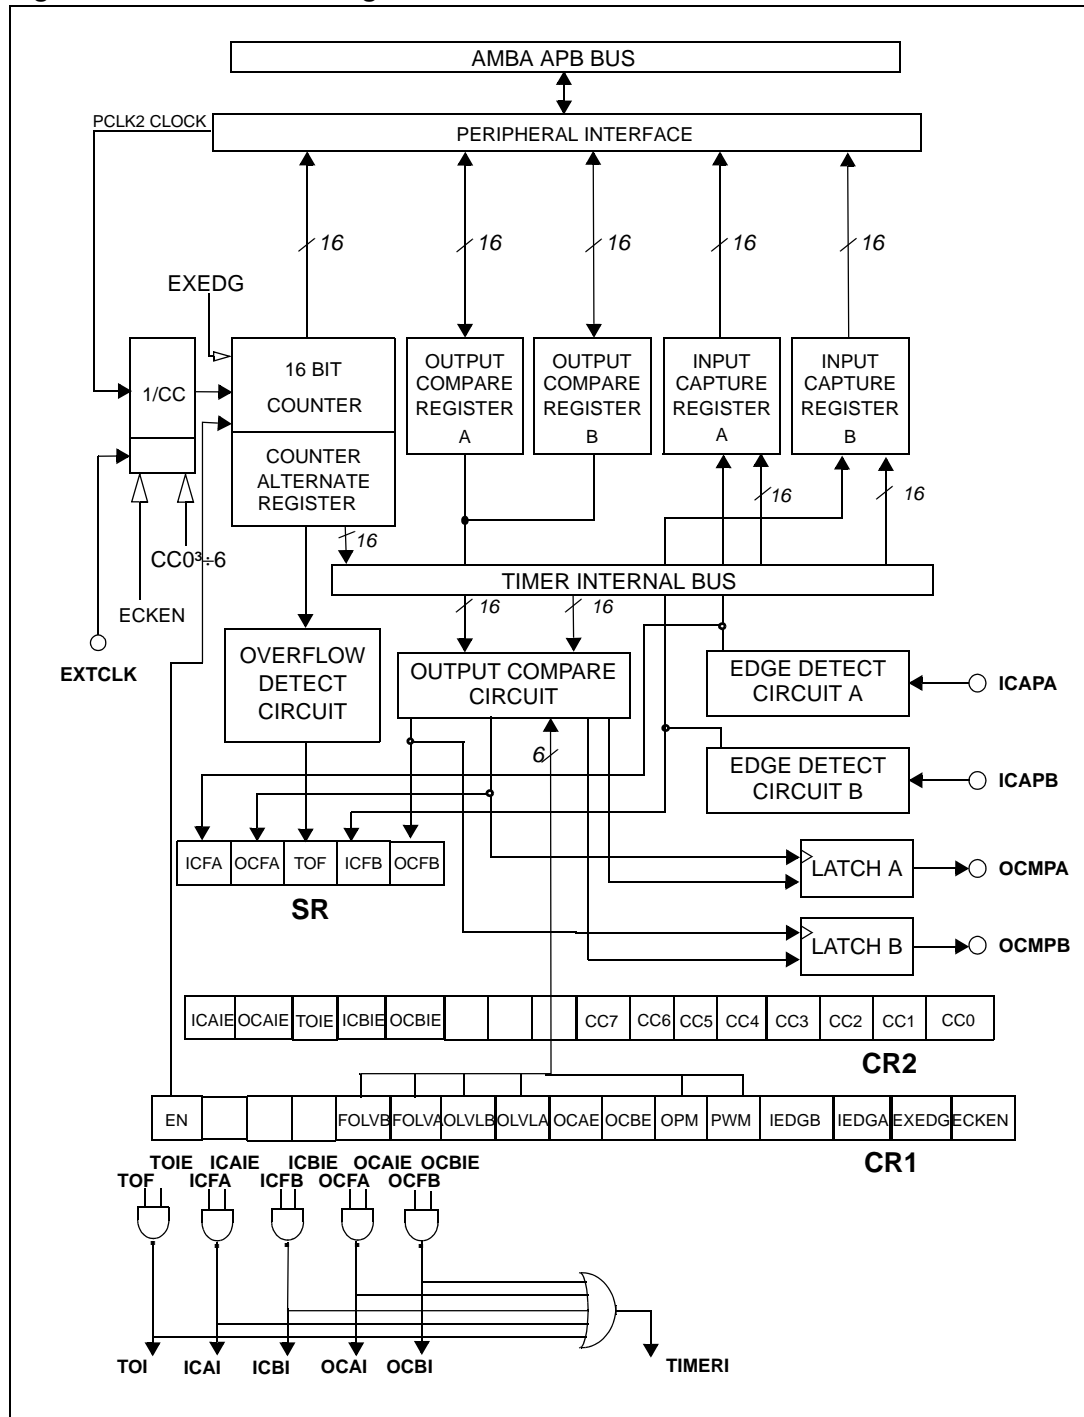 AMBA APB BUS
PCLK2 CLOCK
PERIPHERAL INTERFACE
16
16
16
16
16
EXEDG
1/CC
16 BIT
COUNTER
COUNTER
ALTERNATE
REGISTER
OUTPUT
COMPARE
REGISTER
A
OUTPUT
COMPARE
REGISTER
B
INPUT
CAPTURE
REGISTER
A
INPUT
CAPTURE
REGISTER
B
16
16
16
CC0³÷6
ECKEN
EXTCLK
TIMER INTERNAL BUS
16
16
OVERFLOW
DETECT
CIRCUIT
OUTPUT COMPARE
CIRCUIT
6
EDGE DETECT
CIRCUIT A
ICAPA
EDGE DETECT
CIRCUIT B
ICAPB
ICFA OCFA TOF ICFB OCFB
SR
LATCH A
OCMPA
LATCH B
OCMPB
ICAIE OCAIE TOIE ICBIE OCBIE CC7 CC6 CC5 CC4 CC3 CC2 CC1 CC0
CR2
EN FOLVB FOLVA OLVLB OLVLA OCAE OCBE OPM PWM IEDGB IEDGA EXEDG ECKEN
CR1
TOIE ICAIE ICBIE OCAIE OCBIE
TOF ICFA ICFB OCFA OCFB
TOI ICAI ICBI OCAI OCBI TIMERI